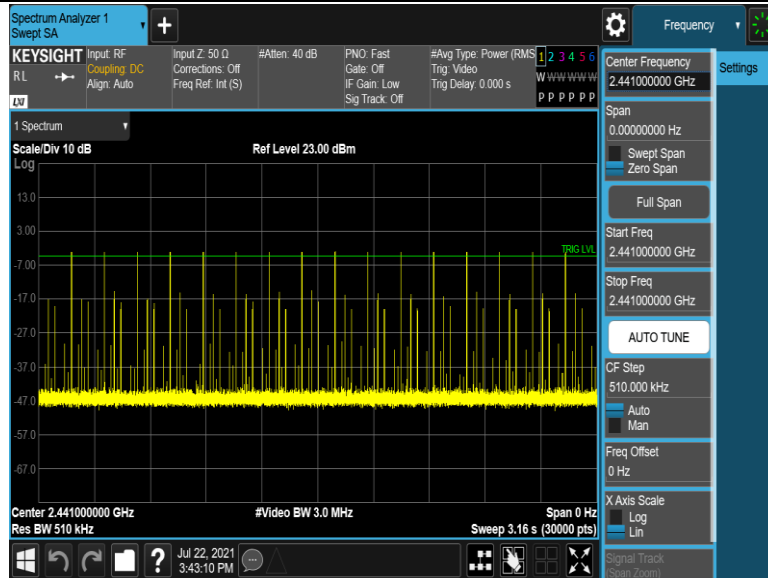 Spectrum Analyzer 1
Swept SA
Frequency
KEYSIGHT Input: RF Input Z: 50 Ω #Atten: 40 dB PNO: Fast #Avg Type: Power (RMS 1 2 3 4 5 6
RL Coupling: DC Corrections: Off Gate: Off Trig: Video W W W W W W
Align: Auto Freq Ref: Int (S) IF Gain: Low Trig Delay: 0.000 s
Sig Track: Off P P P P P P
LXI
1 Spectrum
Scale/Div 10 dB Ref Level 23.00 dBm
Log
13.0
3.00
TRIG LVL
-7.00
-17.0
-27.0
-37.0
-47.0
-57.0
-67.0
Center 2.441000000 GHz #Video BW 3.0 MHz Span 0 Hz
Res BW 510 kHz Sweep 3.16 s (30000 pts)
Jul 22, 2021
3:43:10 PM
?
Center Frequency
2.441000000 GHz
Settings
Span
0.00000000 Hz
Swept Span
Zero Span
Full Span
Start Freq
2.441000000 GHz
Stop Freq
2.441000000 GHz
AUTO TUNE
CF Step
510.000 kHz
Auto
Man
Freq Offset
0 Hz
X Axis Scale
Log
Lin
Signal Track
(Span Zoom)